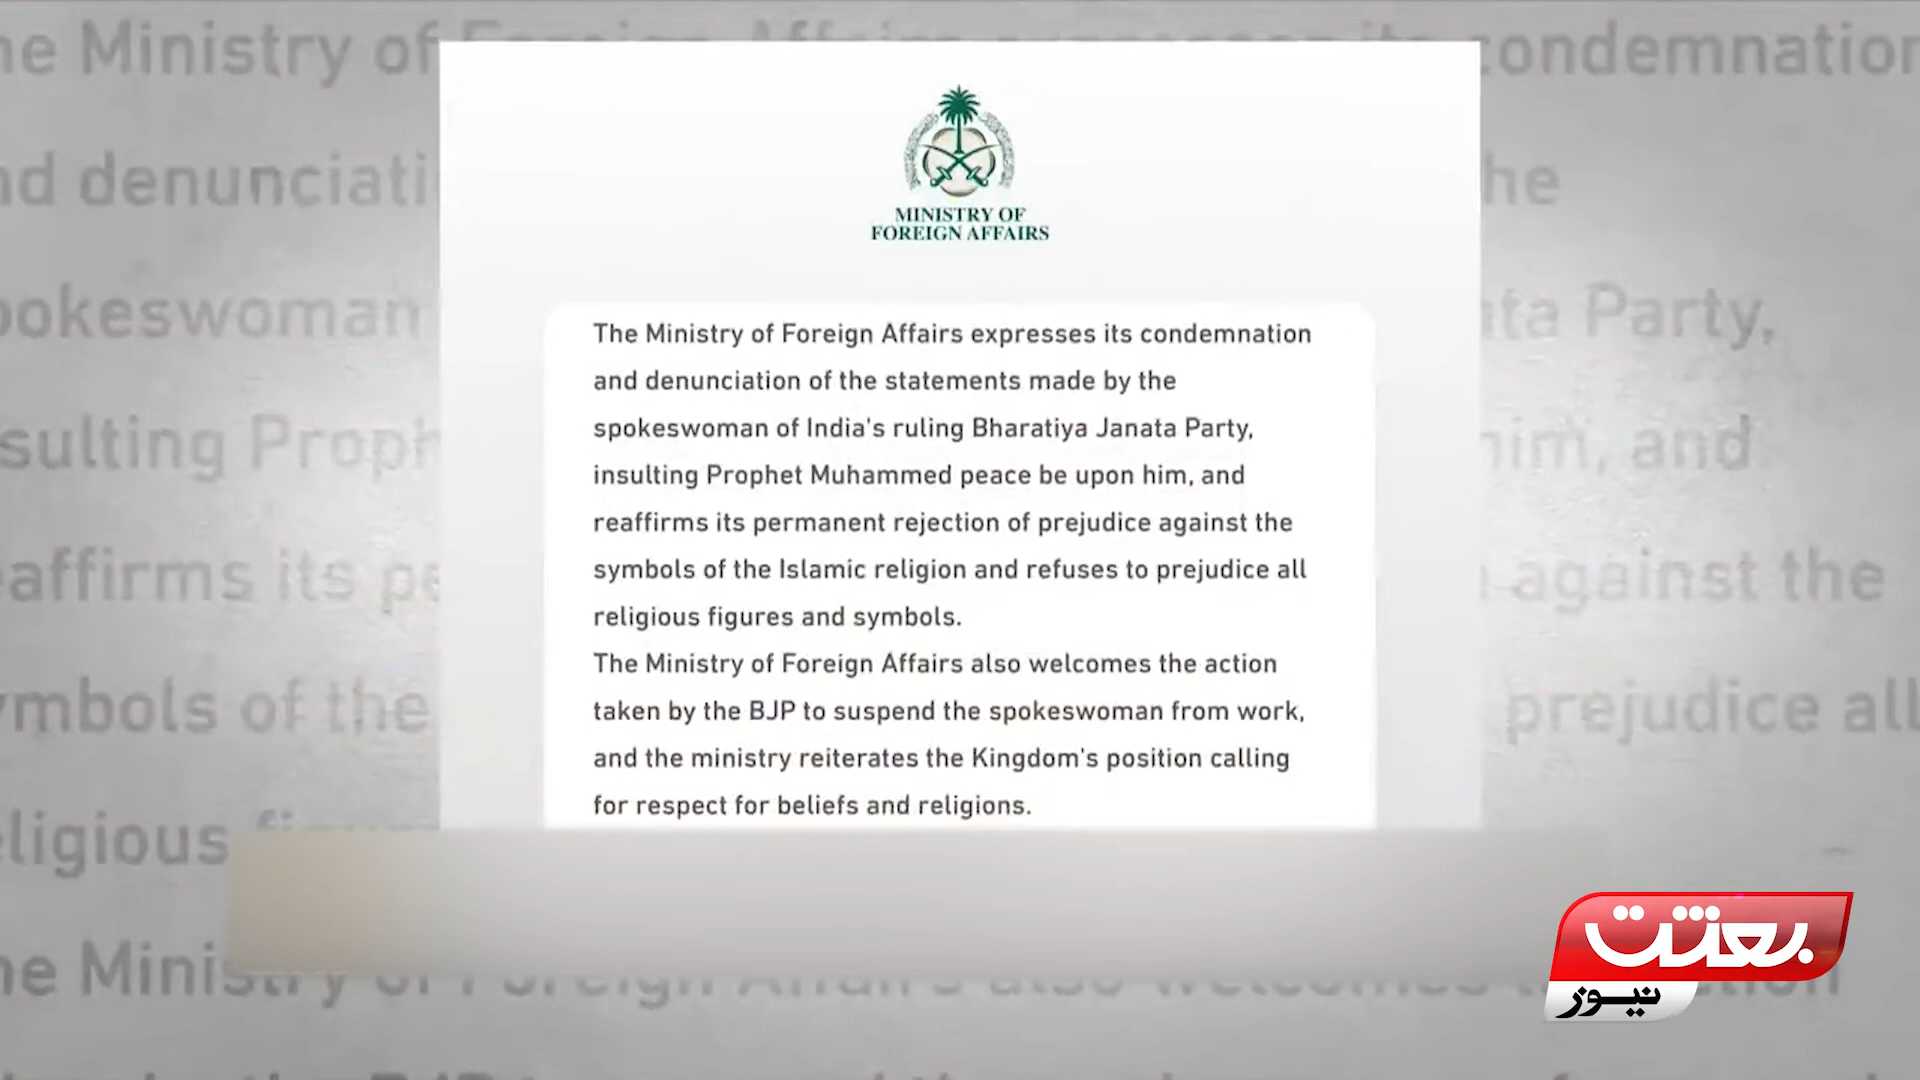 MINISTRY OF
FOREIGN AFFAIRS
The Ministry of Foreign Affairs expresses its condemnation
and denunciation of the statements made by the
spokeswoman of India's ruling Bharatiya Janata Party,
insulting Prophet Muhammed peace be upon him, and
reaffirms its permanent rejection of prejudice against the
symbols of the Islamic religion and refuses to prejudice all
religious figures and symbols.
The Ministry of Foreign Affairs also welcomes the action
taken by the BJP to suspend the spokeswoman from work,
and the ministry reiterates the Kingdom's position calling
for respect for beliefs and religions.
بعثت
نیوز